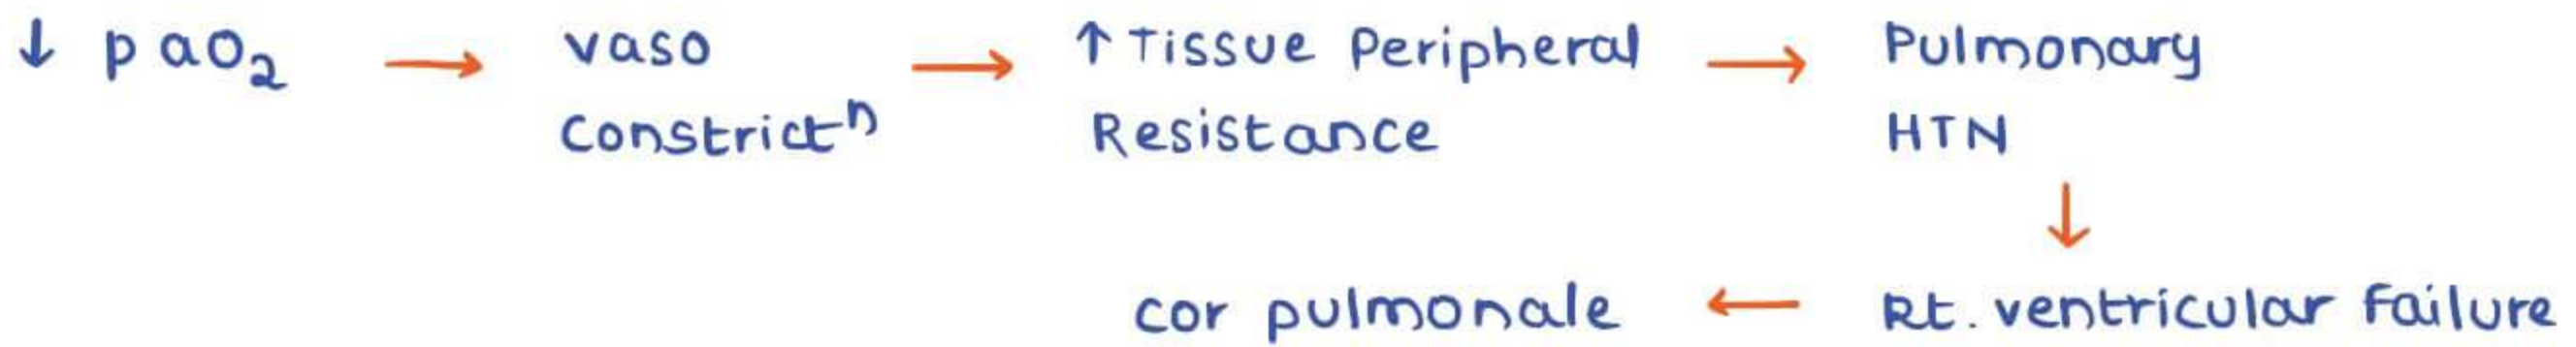 ↓ paO₂ → vaso → ↑ Tissue Peripheral → Pulmonary
Constrictⁿ Resistance HTN
↓
cor pulmonale ← Rt. ventricular Failure